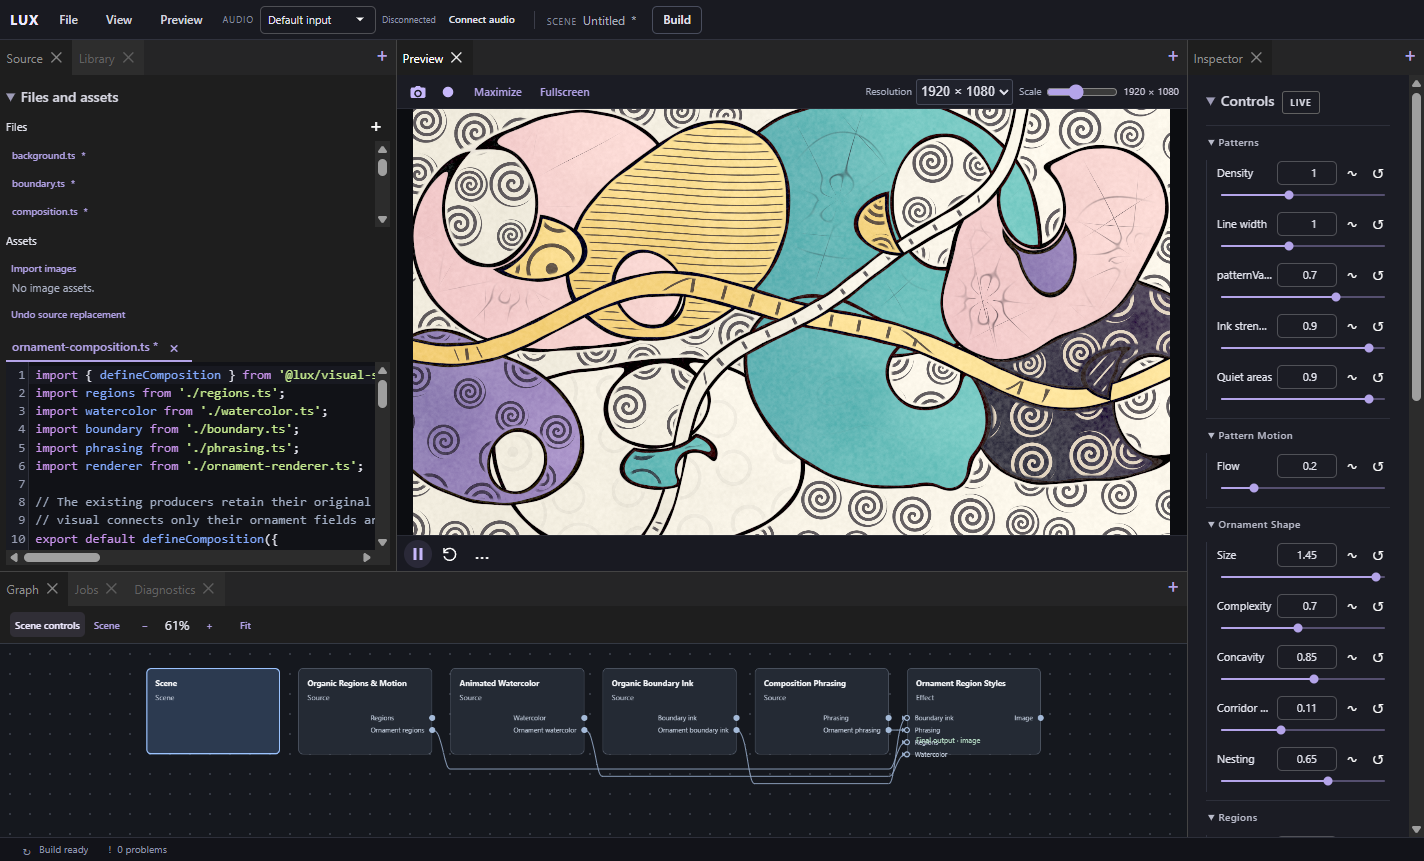 LUX File View Preview AUDIO Default input Disconnected Connect audio SCENE Untitled * Build
Source Library +
Files and assets
Files +
background.ts *
boundary.ts *
composition.ts *
Assets
Import images
No image assets.
Undo source replacement
ornament-composition.ts * ×
1 import { defineComposition } from '@lux/visual-s
2 import regions from './regions.ts';
3 import watercolor from './watercolor.ts';
4 import boundary from './boundary.ts';
5 import phrasing from './phrasing.ts';
6 import renderer from './ornament-renderer.ts';
7
8 // The existing producers retain their original
9 // visual connects only their ornament fields an
10 export default defineComposition({
Preview +
Maximize Fullscreen Resolution 1920 × 1080 Scale 1920 × 1080
...
Inspector +
Controls LIVE
Patterns
Density 1
Line width 1
patternVa... 0.7
Ink stren... 0.9
Quiet areas 0.9
Pattern Motion
Flow 0.2
Ornament Shape
Size 1.45
Complexity 0.7
Concavity 0.85
Corridor ... 0.11
Nesting 0.65
Regions
Graph Jobs Diagnostics +
Scene controls Scene − 61% + Fit
Scene
Scene
Organic Regions & Motion
Source
Regions
Ornament regions
Animated Watercolor
Source
Watercolor
Ornament watercolor
Organic Boundary Ink
Source
Boundary ink
Ornament boundary ink
Composition Phrasing
Source
Phrasing
Ornament phrasing
Ornament Region Styles
Effect
Boundary ink Image
Phrasing
Regions
Final output · image
Watercolor
Build ready ! 0 problems